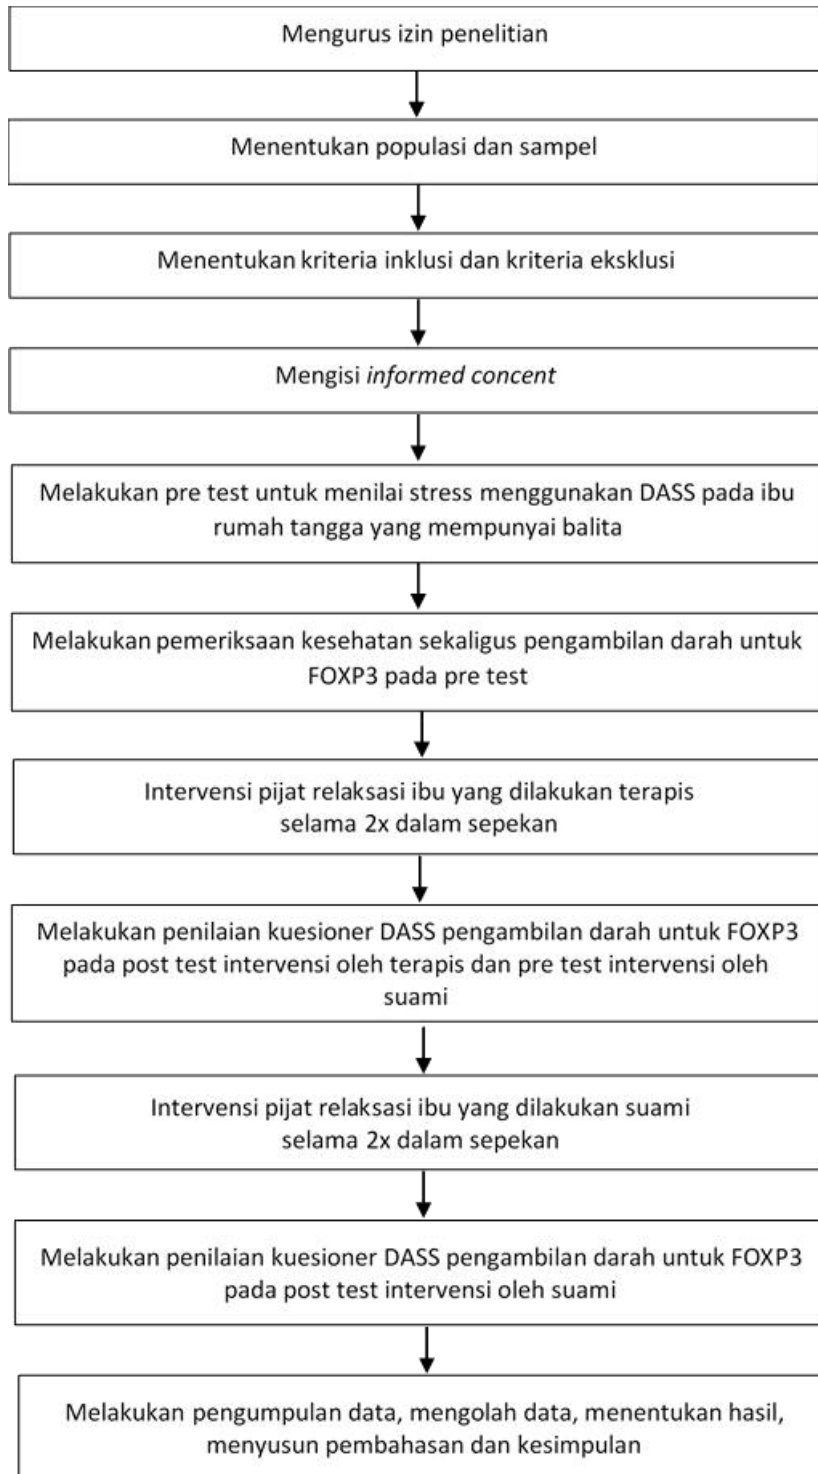 Mengurus izin penelitian
Menentukan populasi dan sampel
Menentukan kriteria inklusi dan kriteria eksklusi
Mengisi informed concent
Melakukan pre test untuk menilai stress menggunakan DASS pada ibu
rumah tangga yang mempunyai balita
Melakukan pemeriksaan kesehatan sekaligus pengambilan darah untuk
FOXP3 pada pre test
Intervensi pijat relaksasi ibu yang dilakukan terapis
selama 2x dalam sepekan
Melakukan penilaian kuesioner DASS pengambilan darah untuk FOXP3
pada post test intervensi oleh terapis dan pre test intervensi oleh
suami
Intervensi pijat relaksasi ibu yang dilakukan suami
selama 2x dalam sepekan
Melakukan penilaian kuesioner DASS pengambilan darah untuk FOXP3
pada post test intervensi oleh suami
Melakukan pengumpulan data, mengolah data, menentukan hasil,
menyusun pembahasan dan kesimpulan